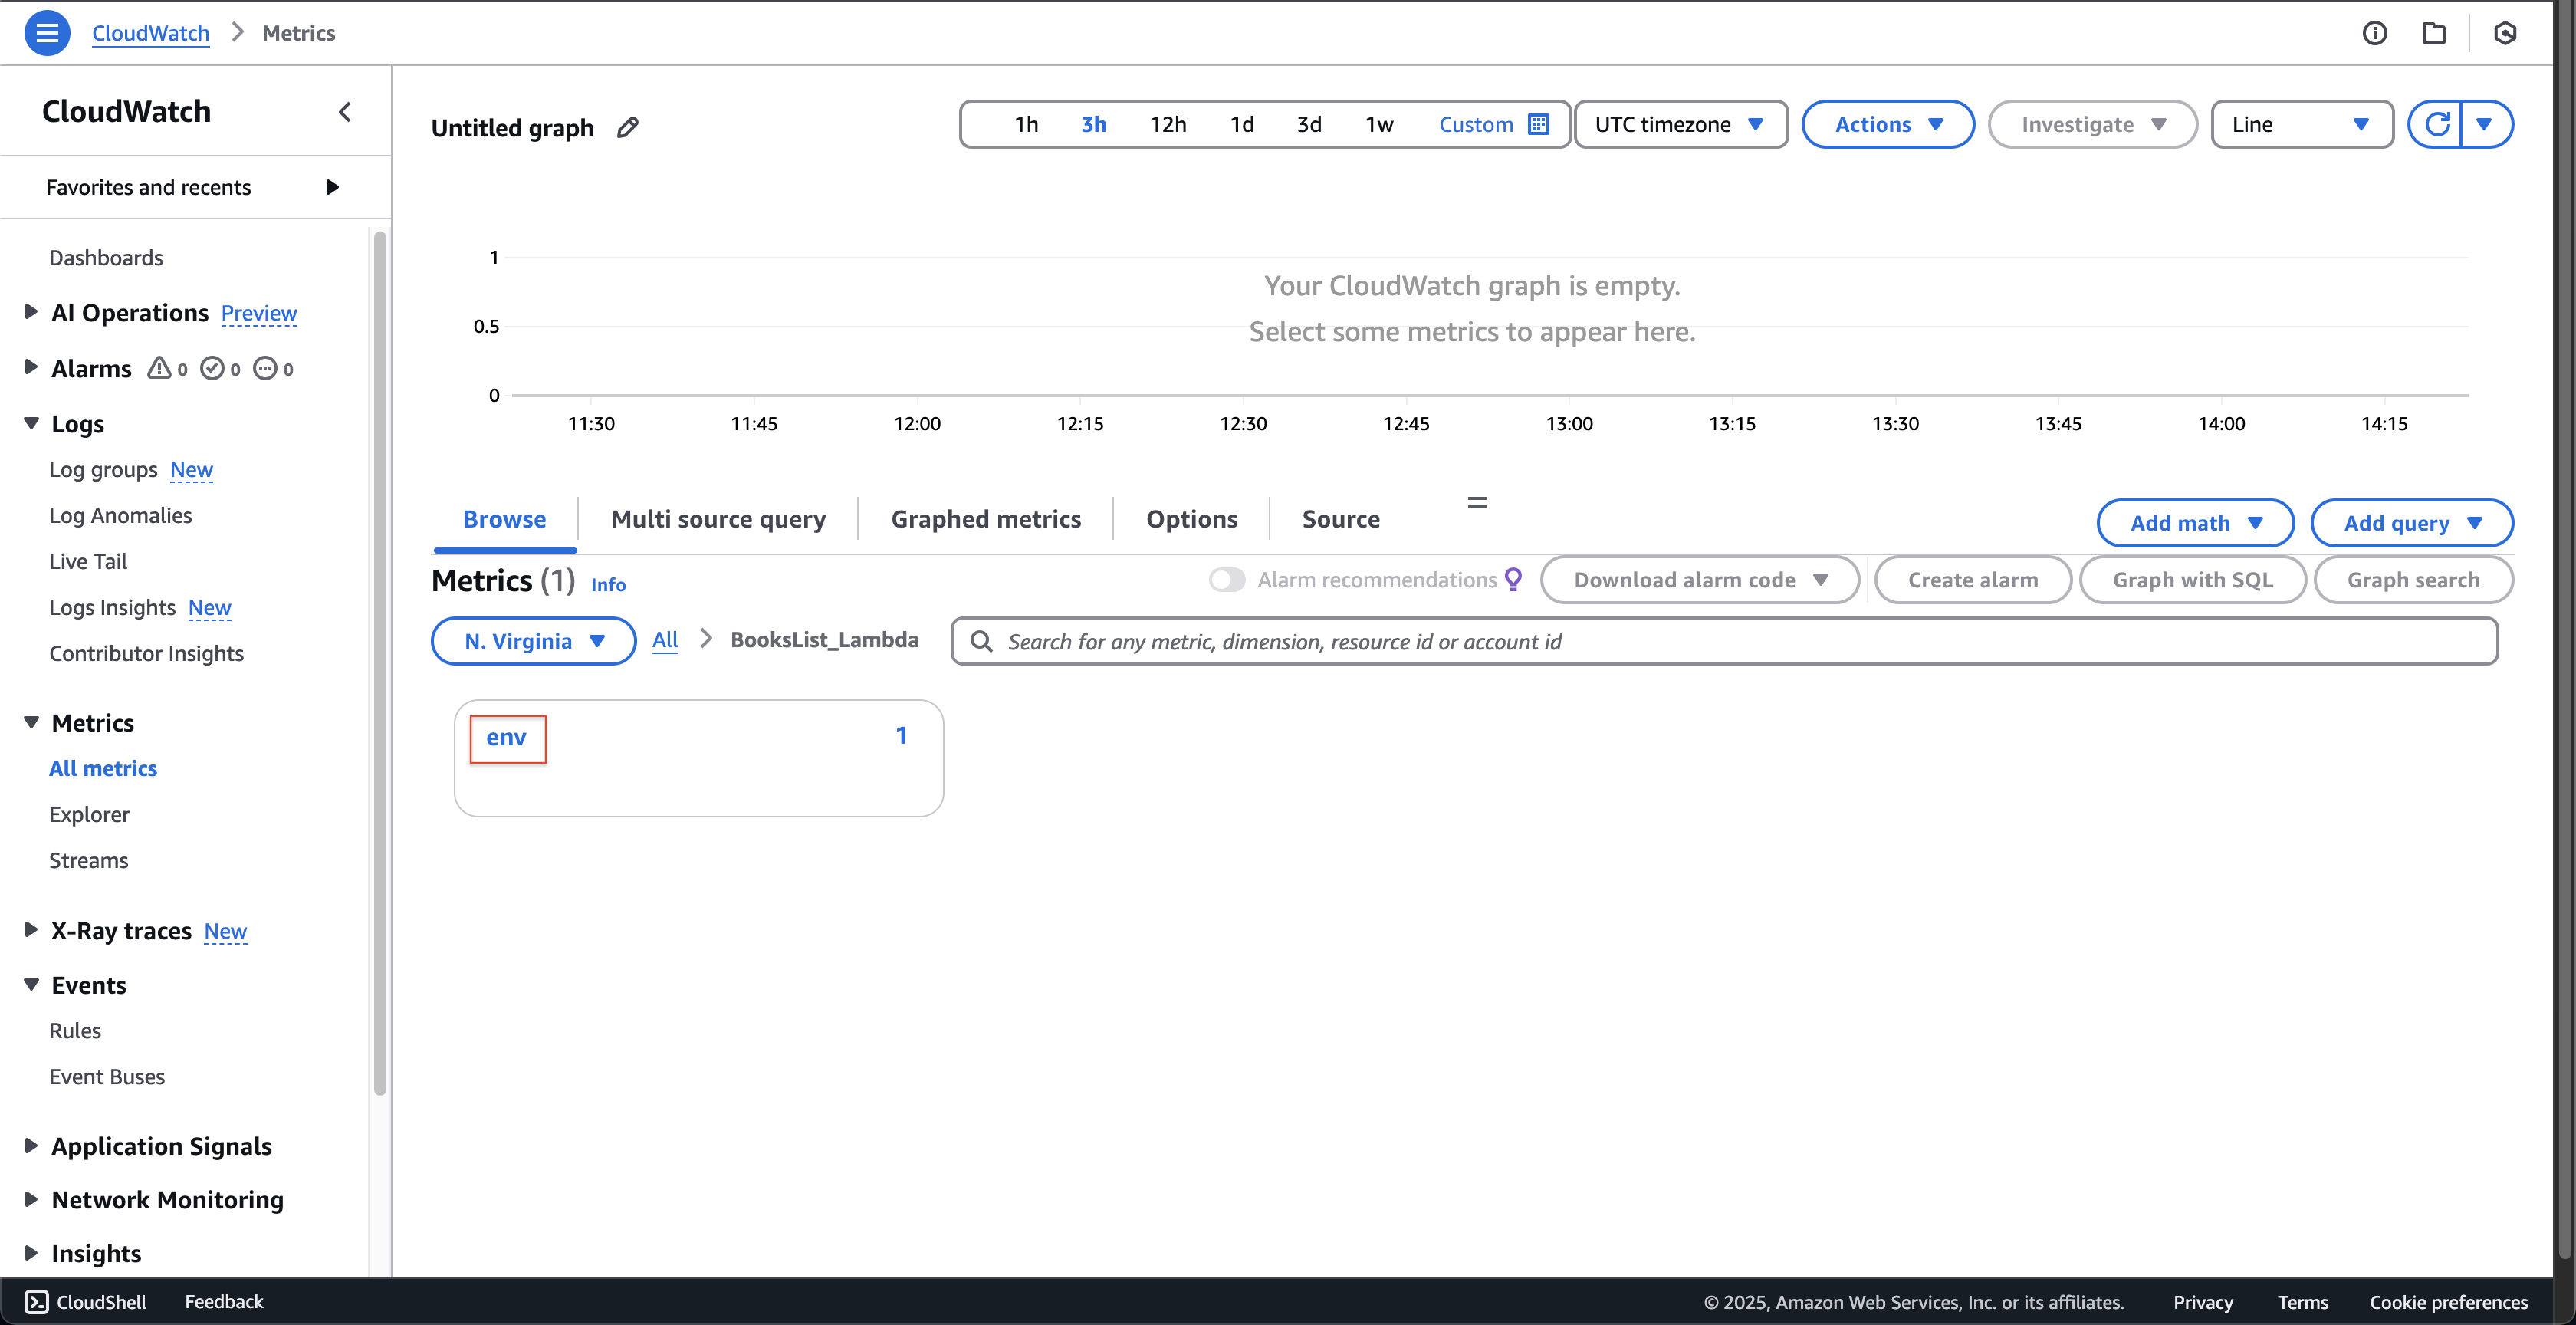 CloudWatch > Metrics
CloudWatch
Favorites and recents
Dashboards
AI Operations Preview
Alarms 0 0 0
Logs
Log groups New
Log Anomalies
Live Tail
Logs Insights New
Contributor Insights
Metrics
All metrics
Explorer
Streams
X-Ray traces New
Events
Rules
Event Buses
Application Signals
Network Monitoring
Insights
Untitled graph
1h 3h 12h 1d 3d 1w Custom UTC timezone Actions Investigate Line
1
Your CloudWatch graph is empty.
0.5
Select some metrics to appear here.
0
11:30 11:45 12:00 12:15 12:30 12:45 13:00 13:15 13:30 13:45 14:00 14:15
Browse Multi source query Graphed metrics Options Source Add math Add query
Metrics (1) Info Alarm recommendations Download alarm code Create alarm Graph with SQL Graph search
N. Virginia All > BooksList_Lambda Search for any metric, dimension, resource id or account id
env 1
CloudShell Feedback © 2025, Amazon Web Services, Inc. or its affiliates. Privacy Terms Cookie preferences